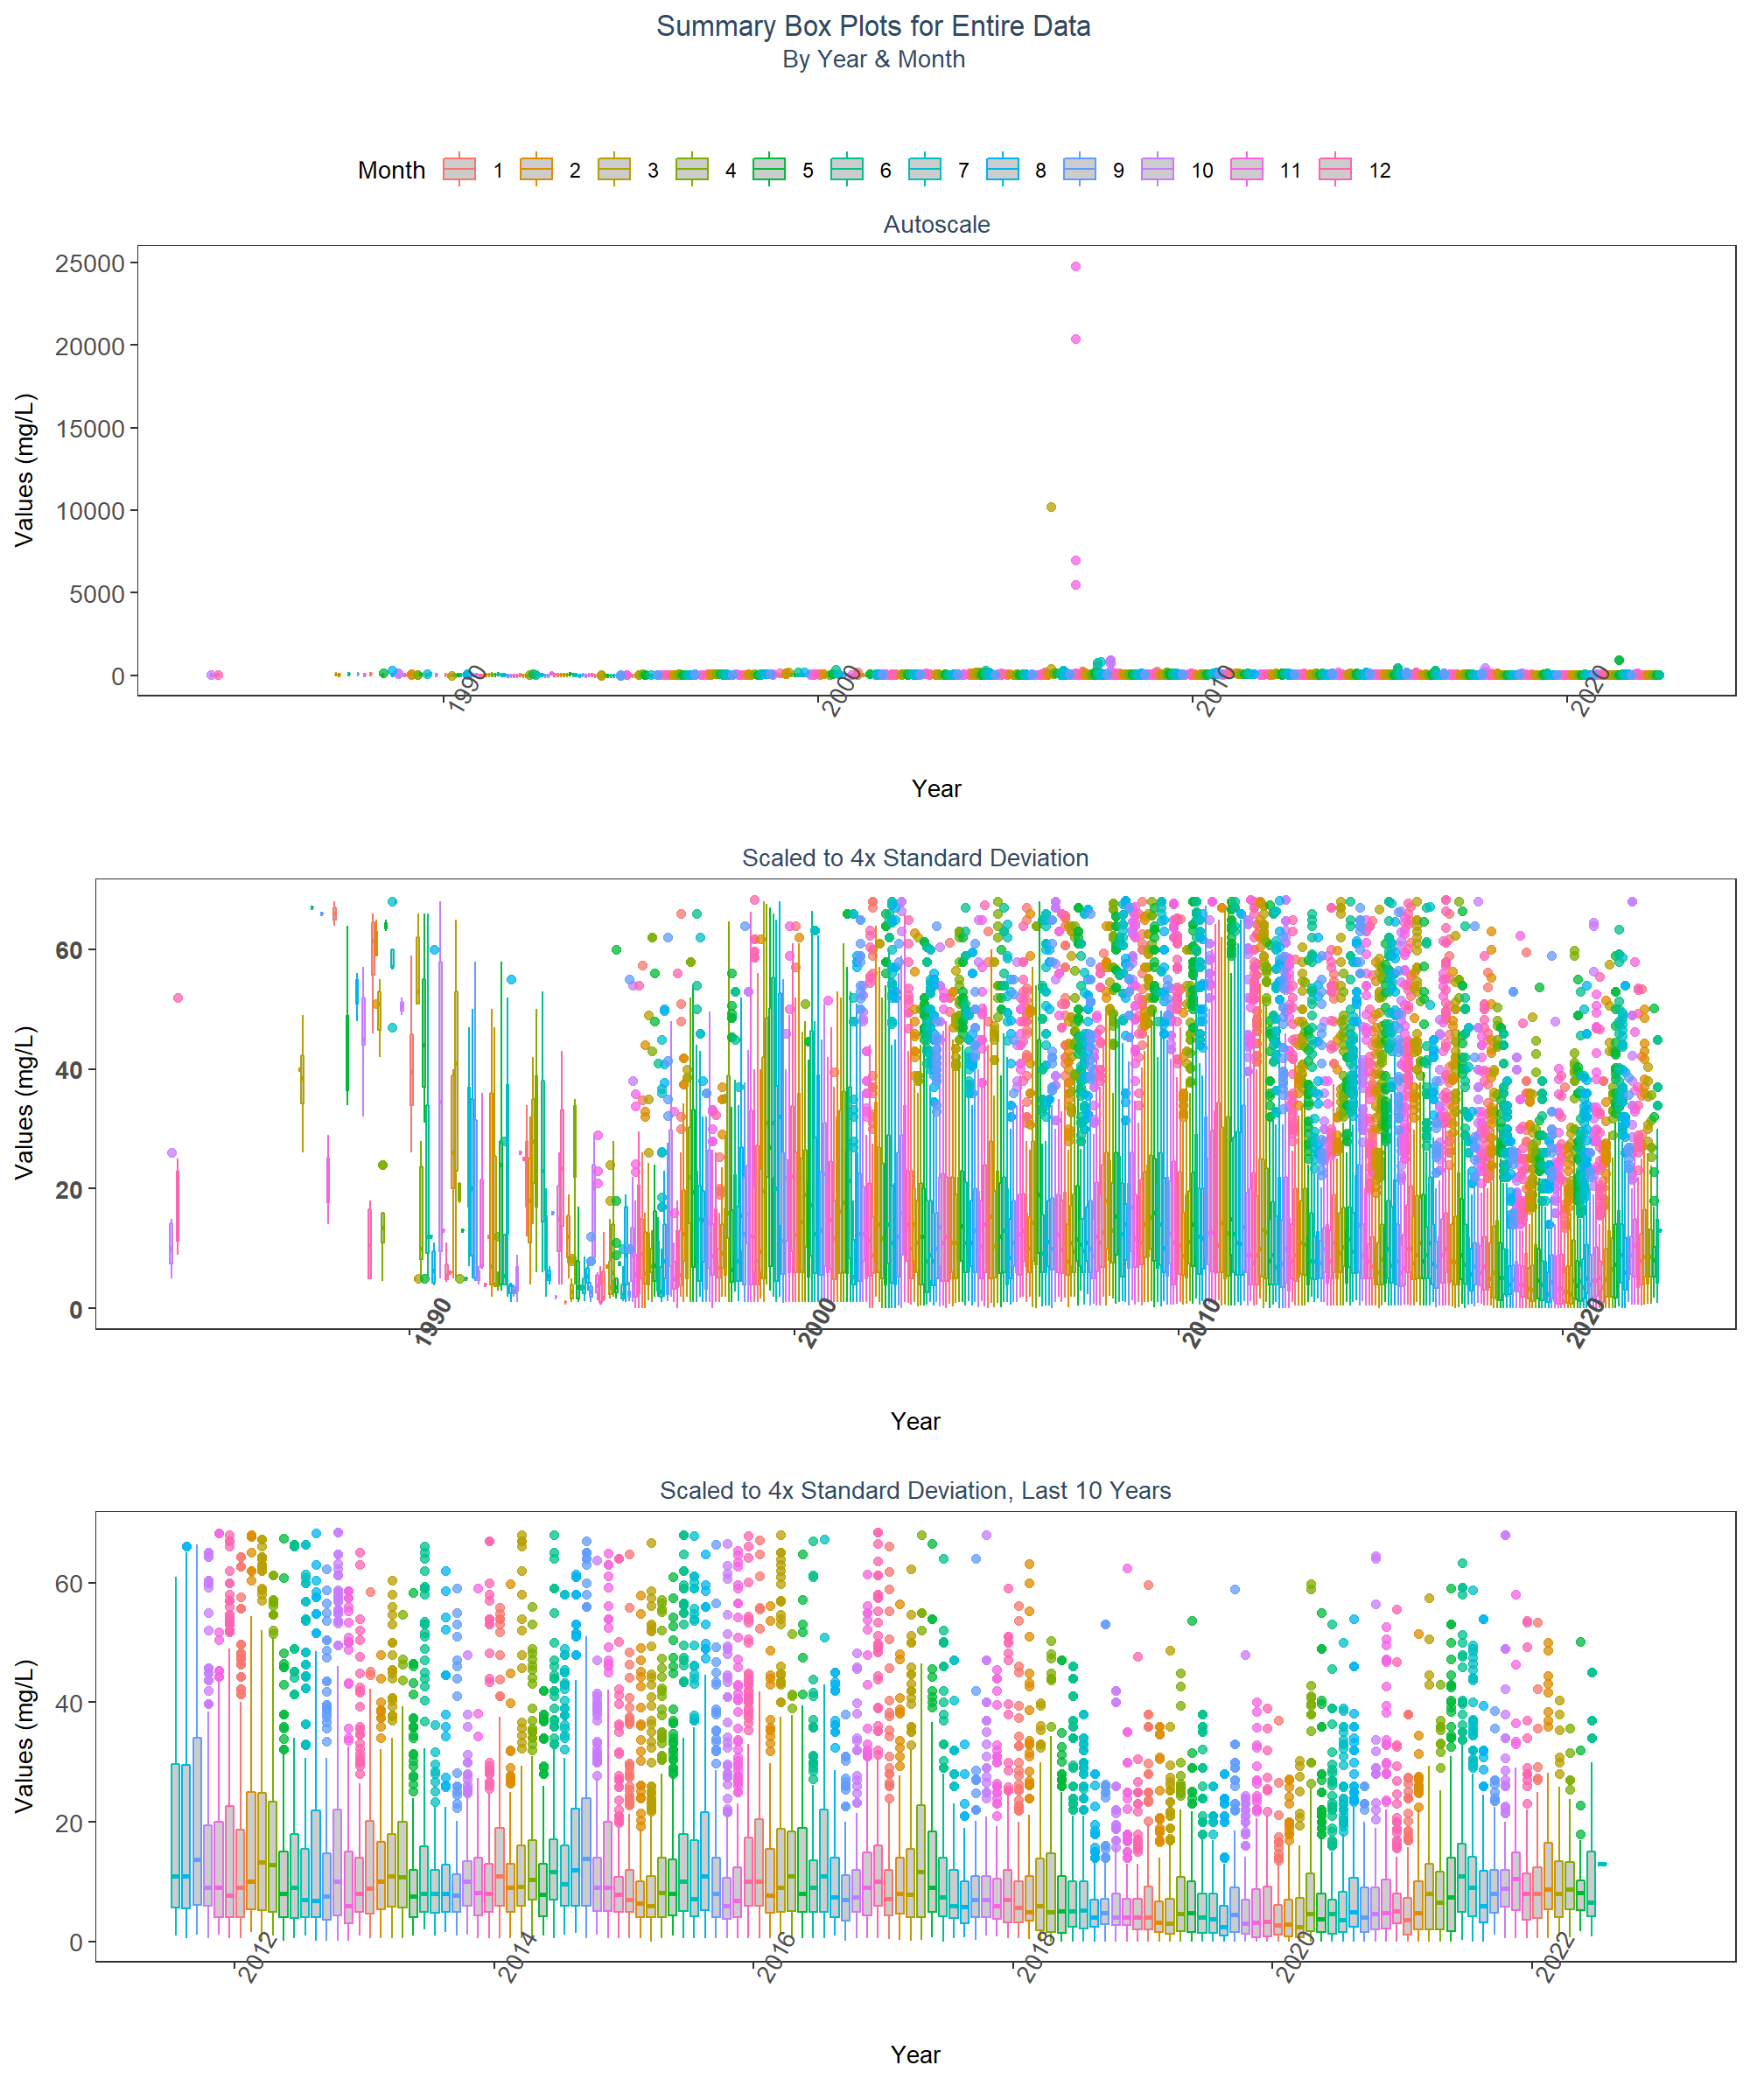 Summary Box Plots for Entire Data
By Year & Month
Month 1 2 3 4 5 6 7 8 9 10 11 12
Autoscale
25000
20000
15000
10000
5000
0
Values (mg/L)
1990 2000 2010 2020
Year
Scaled to 4x Standard Deviation
60
40
20
0
Values (mg/L)
1990 2000 2010 2020
Year
Scaled to 4x Standard Deviation, Last 10 Years
60
40
20
0
Values (mg/L)
2012 2014 2016 2018 2020 2022
Year